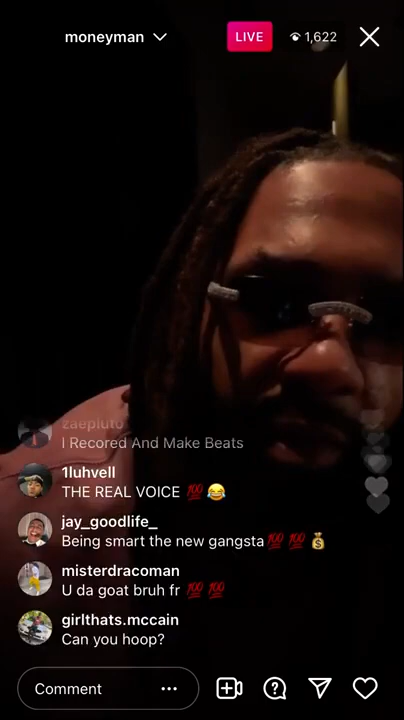 moneyman
LIVE
1,622
zaepluto
I Recored And Make Beats
1luhvell
THE REAL VOICE 💯😂
jay_goodlife_
Being smart the new gangsta💯💯💰
misterdracoman
U da goat bruh fr 💯💯
girlthats.mccain
Can you hoop?
Comment